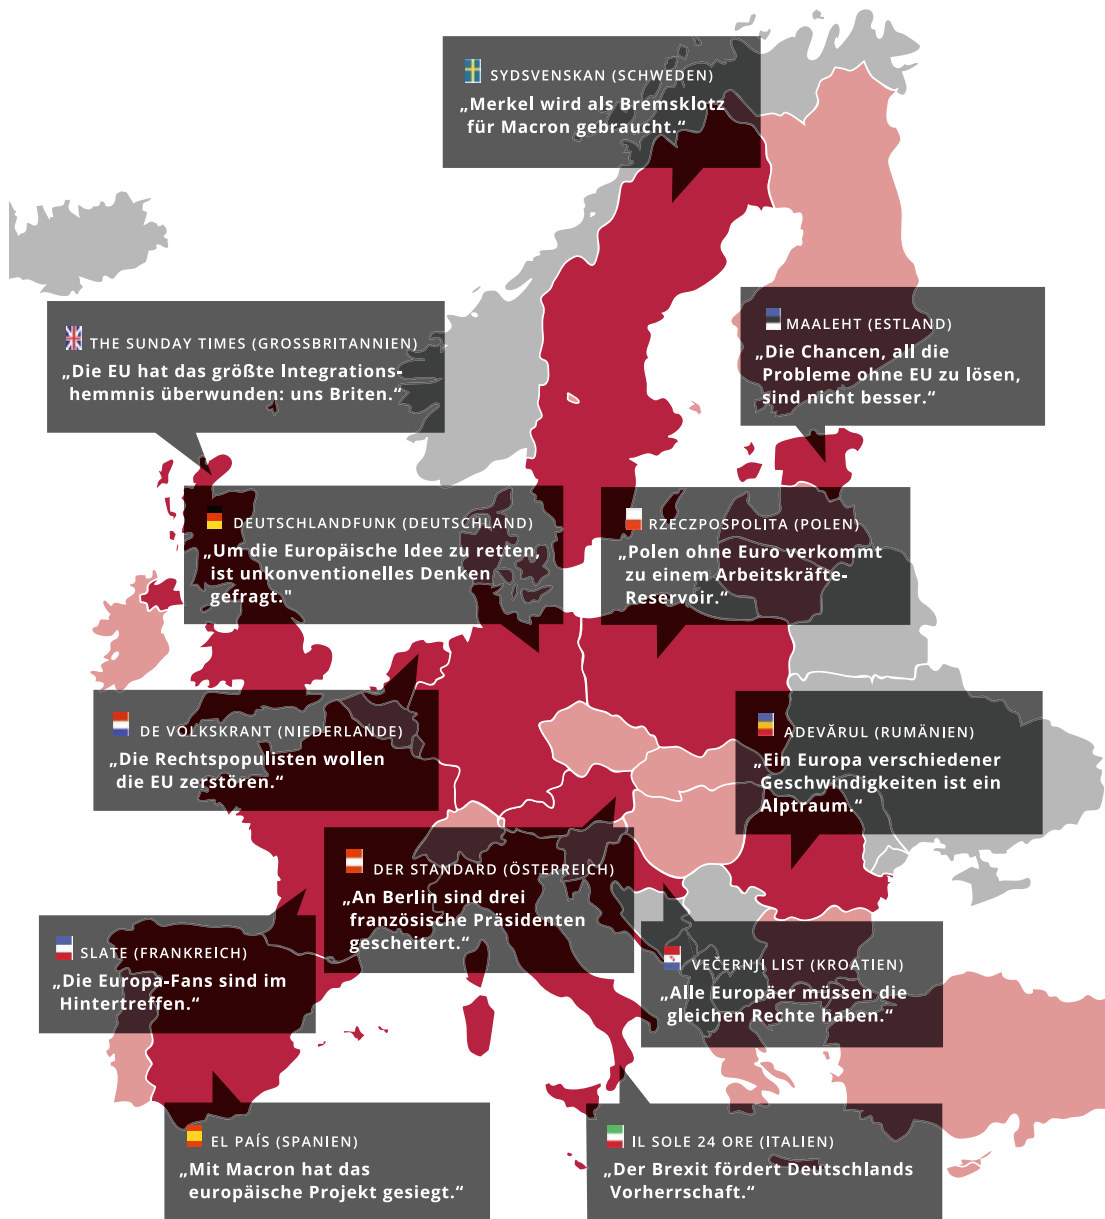 SYDSVENSKAN (SCHWEDEN)
„Merkel wird als Bremsklotz
für Macron gebraucht.“
THE SUNDAY TIMES (GROSSBRITANNIEN)
„Die EU hat das größte Integrations-
hemmnis überwunden: uns Briten.“
MAALEHT (ESTLAND)
„Die Chancen, all die
Probleme ohne EU zu lösen,
sind nicht besser.“
DEUTSCHLANDFUNK (DEUTSCHLAND)
„Um die Europäische Idee zu retten,
ist unkonventionelles Denken
gefragt."
RZECZPOSPOLITA (POLEN)
„Polen ohne Euro verkommt
zu einem Arbeitskräfte-
Reservoir.“
DE VOLKSKRANT (NIEDERLANDE)
„Die Rechtspopulisten wollen
die EU zerstören.“
ADEVĂRUL (RUMÄNIEN)
„Ein Europa verschiedener
Geschwindigkeiten ist ein
Alptraum.“
DER STANDARD (ÖSTERREICH)
„An Berlin sind drei
französische Präsidenten
gescheitert.“
SLATE (FRANKREICH)
„Die Europa-Fans sind im
Hintertreffen.“
VEČERNJI LIST (KROATIEN)
„Alle Europäer müssen die
gleichen Rechte haben.“
EL PAÍS (SPANIEN)
„Mit Macron hat das
europäische Projekt gesiegt.“
IL SOLE 24 ORE (ITALIEN)
„Der Brexit fördert Deutschlands
Vorherrschaft.“